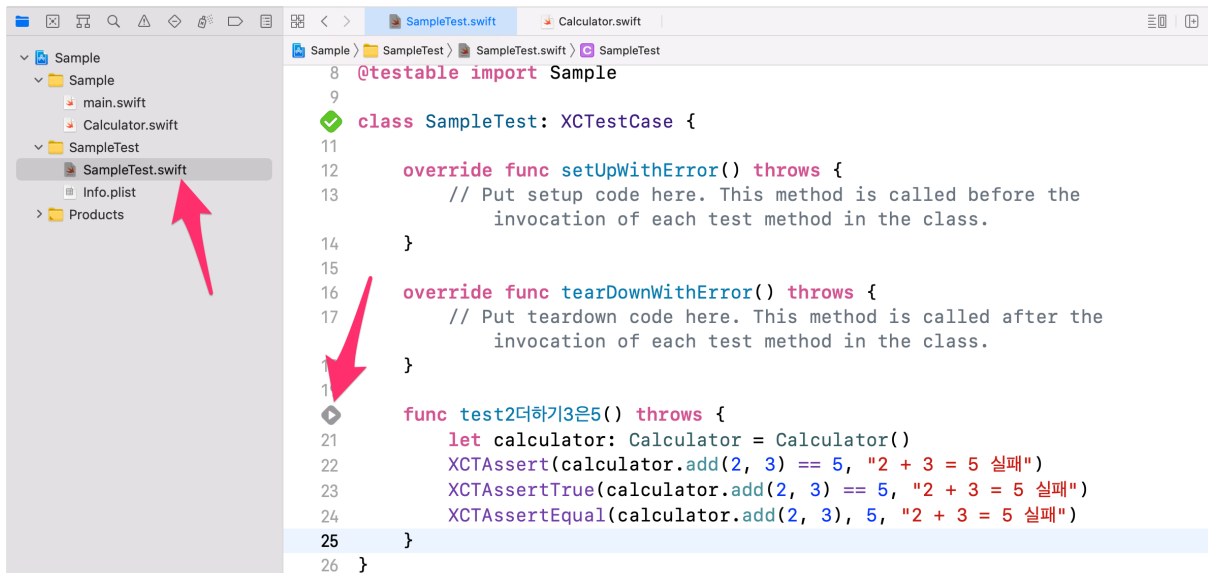 SampleTest.swift
Calculator.swift
Sample
SampleTest
SampleTest.swift
SampleTest
Sample
Sample
main.swift
Calculator.swift
SampleTest
SampleTest.swift
Info.plist
Products
8 @testable import Sample
9
class SampleTest: XCTestCase {
11
12 override func setUpWithError() throws {
13 // Put setup code here. This method is called before the
invocation of each test method in the class.
14 }
15
16 override func tearDownWithError() throws {
17 // Put teardown code here. This method is called after the
invocation of each test method in the class.
}
func test2더하기3은5() throws {
21 let calculator: Calculator = Calculator()
22 XCTAssert(calculator.add(2, 3) == 5, "2 + 3 = 5 실패")
23 XCTAssertTrue(calculator.add(2, 3) == 5, "2 + 3 = 5 실패")
24 XCTAssertEqual(calculator.add(2, 3), 5, "2 + 3 = 5 실패")
25 }
26 }